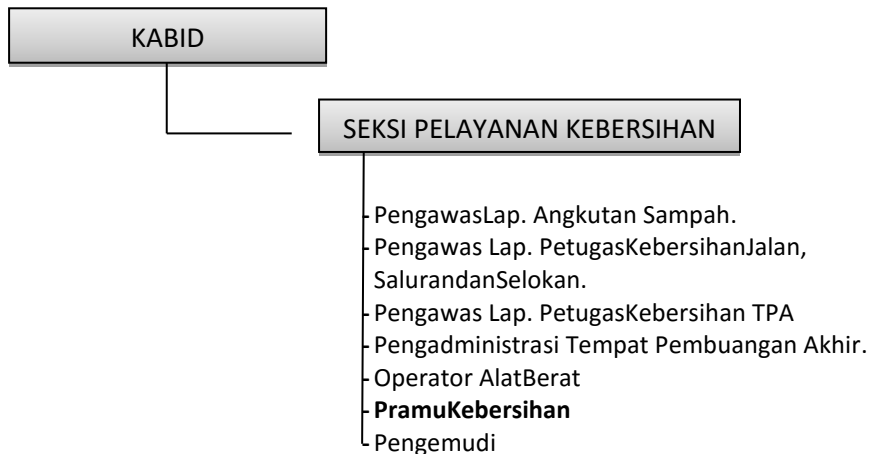 KABID
SEKSI PELAYANAN KEBERSIHAN
- PengawasLap. Angkutan Sampah.
- Pengawas Lap. PetugasKebersihanJalan,
SalurandanSelokan.
- Pengawas Lap. PetugasKebersihan TPA
- Pengadministrasi Tempat Pembuangan Akhir.
- Operator AlatBerat
- PramuKebersihan
- Pengemudi